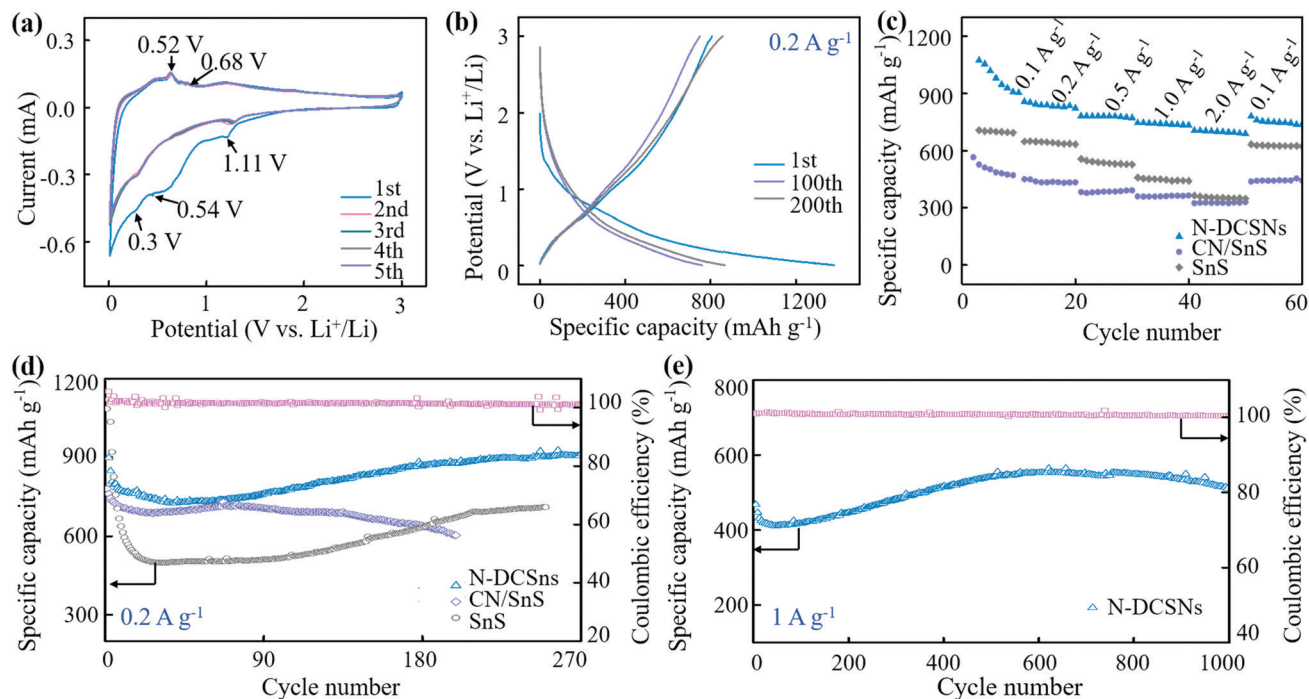 (a)
0.3
0.0
-0.3
-0.6
Current (mA)
0.52 V
0.68 V
1.11 V
0.54 V
0.3 V
1st
2nd
3rd
4th
5th
0 1 2 3
Potential (V vs. Li⁺/Li)
(b)
0.2 A g⁻¹
3
2
1
0
Potential (V vs. Li⁺/Li)
1st
100th
200th
0 400 800 1200
Specific capacity (mAh g⁻¹)
(c)
1200
900
600
300
0
Specific capacity (mAh g⁻¹)
0.1 A g⁻¹
0.2 A g⁻¹
0.5 A g⁻¹
1.0 A g⁻¹
2.0 A g⁻¹
0.1 A g⁻¹
N-DCSNs
CN/SnS
SnS
0 20 40 60
Cycle number
(d)
1200
900
600
300
Specific capacity (mAh g⁻¹)
100
80
60
40
20
Coulombic efficiency (%)
N-DCSns
CN/SnS
SnS
0.2 A g⁻¹
0 90 180 270
Cycle number
(e)
800
600
400
200
Specific capacity (mAh g⁻¹)
100
80
60
40
Coulombic efficiency (%)
N-DCSNs
1 A g⁻¹
0 200 400 600 800 1000
Cycle number